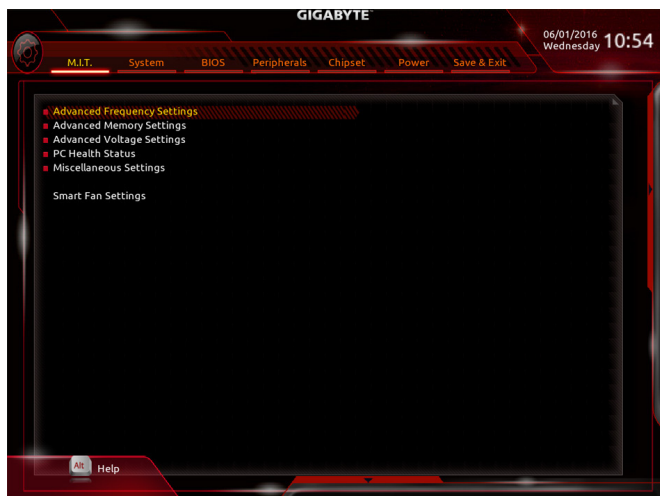 GIGABYTE™
06/01/2016
Wednesday
10:54
M.I.T. System BIOS Peripherals Chipset Power Save & Exit
Advanced Frequency Settings
Advanced Memory Settings
Advanced Voltage Settings
PC Health Status
Miscellaneous Settings
Smart Fan Settings
Alt Help